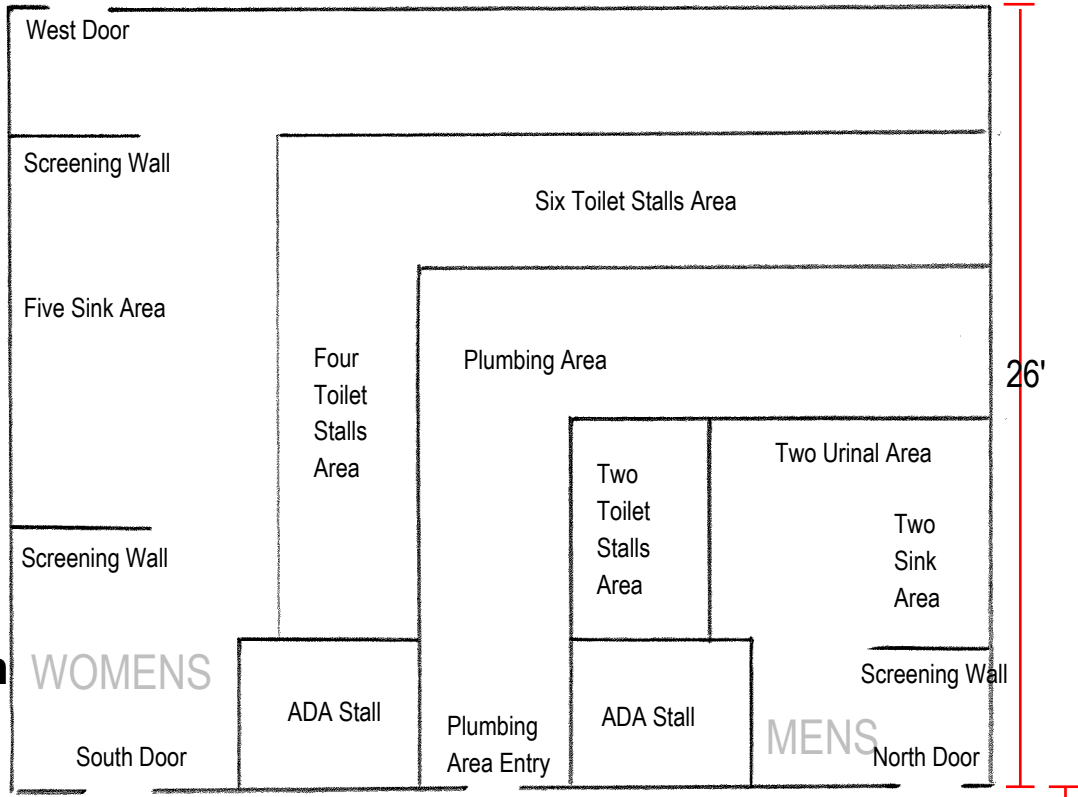 West Door
Screening Wall
Six Toilet Stalls Area
Five Sink Area
Four
Toilet
Stalls
Area
Plumbing Area
26'
Two Urinal Area
Two
Toilet
Stalls
Area
Two
Sink
Area
Screening Wall
WOMENS
ADA Stall
Plumbing
Area Entry
ADA Stall
Screening Wall
MENS
South Door
North Door